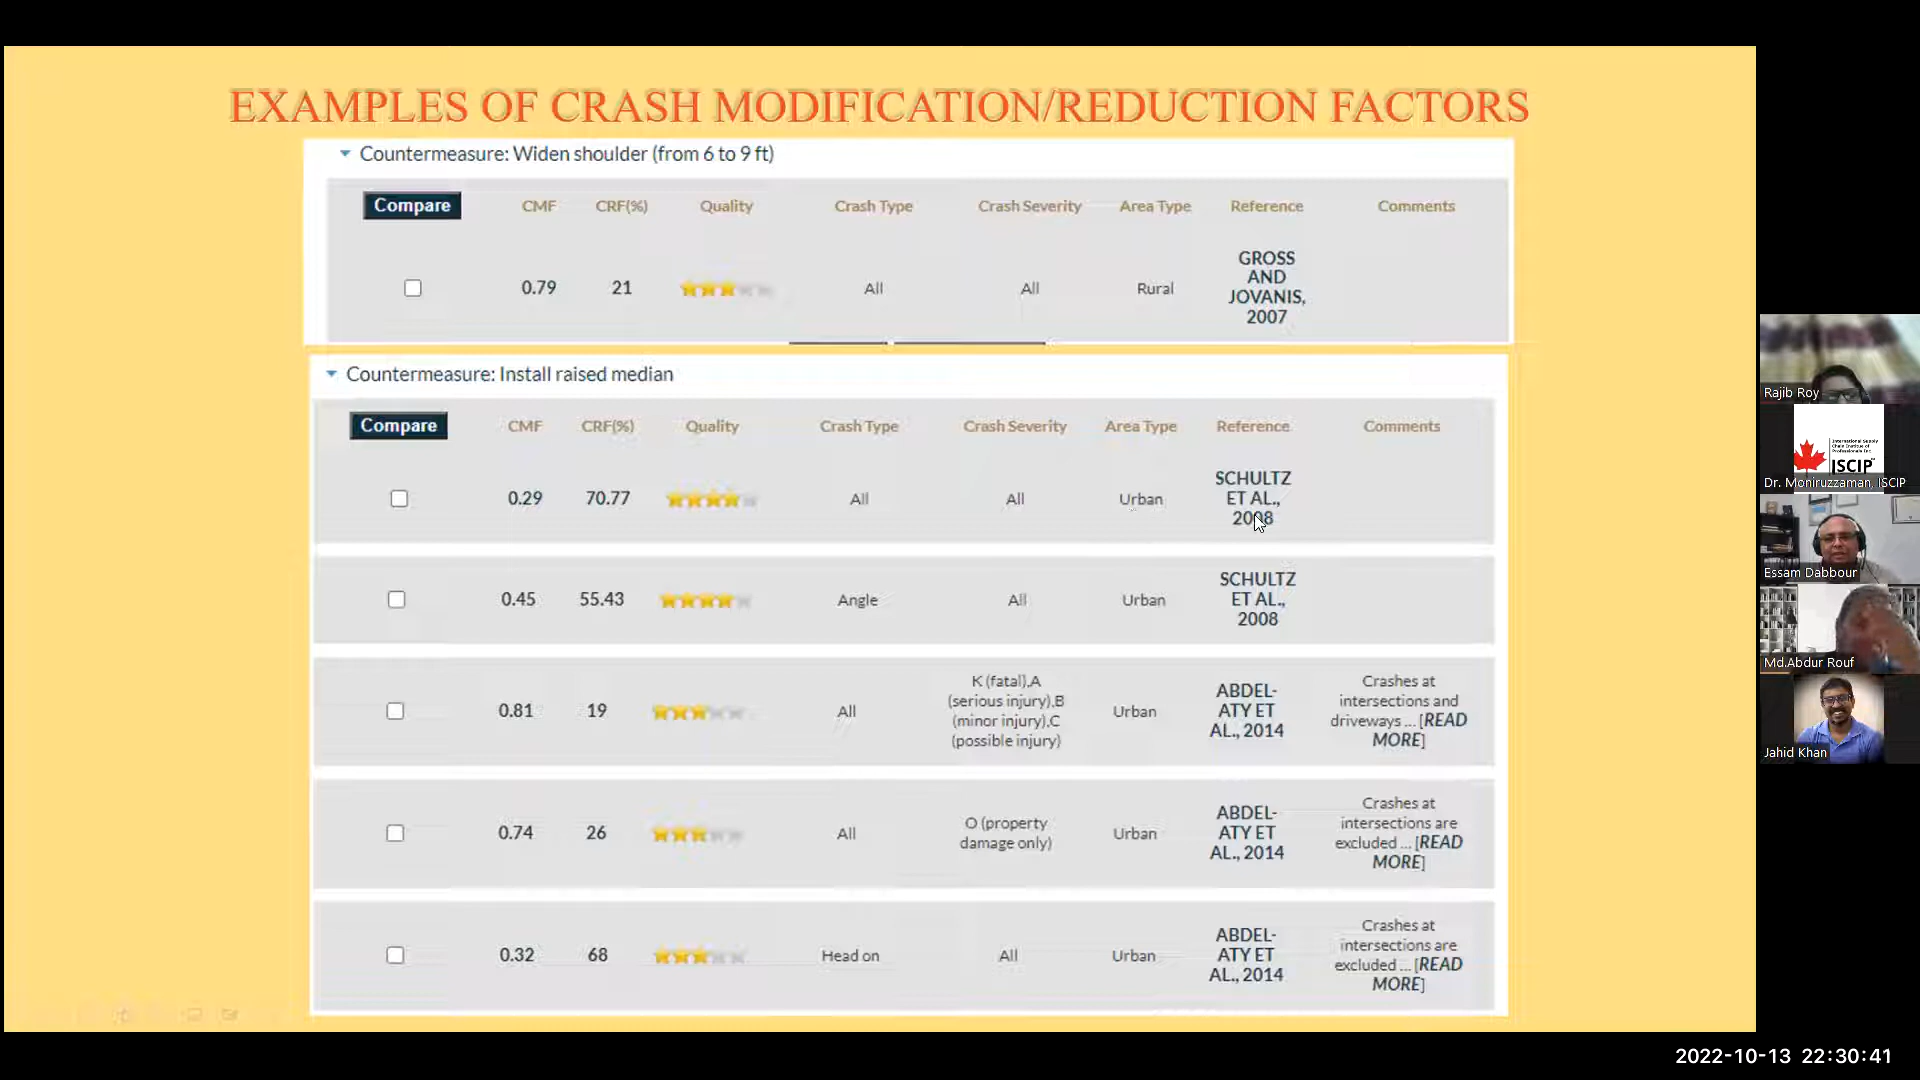 EXAMPLES OF CRASH MODIFICATION/REDUCTION FACTORS
Countermeasure: Widen shoulder (from 6 to 9 ft)
Compare CMF CRF(%) Quality Crash Type Crash Severity Area Type Reference Comments
0.79 21 All All Rural GROSS AND JOVANIS, 2007
Countermeasure: Install raised median
Compare CMF CRF(%) Quality Crash Type Crash Severity Area Type Reference Comments
0.29 70.77 All All Urban SCHULTZ ET AL., 2008
0.45 55.43 Angle All Urban SCHULTZ ET AL., 2008
0.81 19 All K (fatal),A (serious injury),B (minor injury),C (possible injury) Urban ABDEL-ATY ET AL., 2014 Crashes at intersections and driveways ... [READ MORE]
0.74 26 All O (property damage only) Urban ABDEL-ATY ET AL., 2014 Crashes at intersections are excluded ... [READ MORE]
0.32 68 Head on All Urban ABDEL-ATY ET AL., 2014 Crashes at intersections are excluded ... [READ MORE]
Rajib Roy
International Supply
Chain Institute of
Professionals Inc
ISCIP
Dr. Moniruzzaman, ISCIP
Essam Dabbour
Md.Abdur Rouf
Jahid Khan
2022-10-13 22:30:41